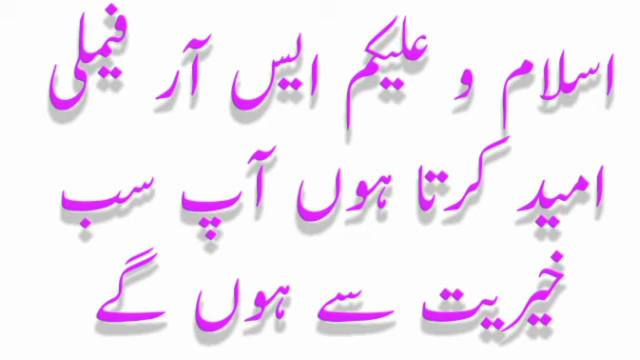 اسلام و علیکم ایس آر فیملی
امید کرتا ہوں آپ سب
خیریت سے ہوں گے